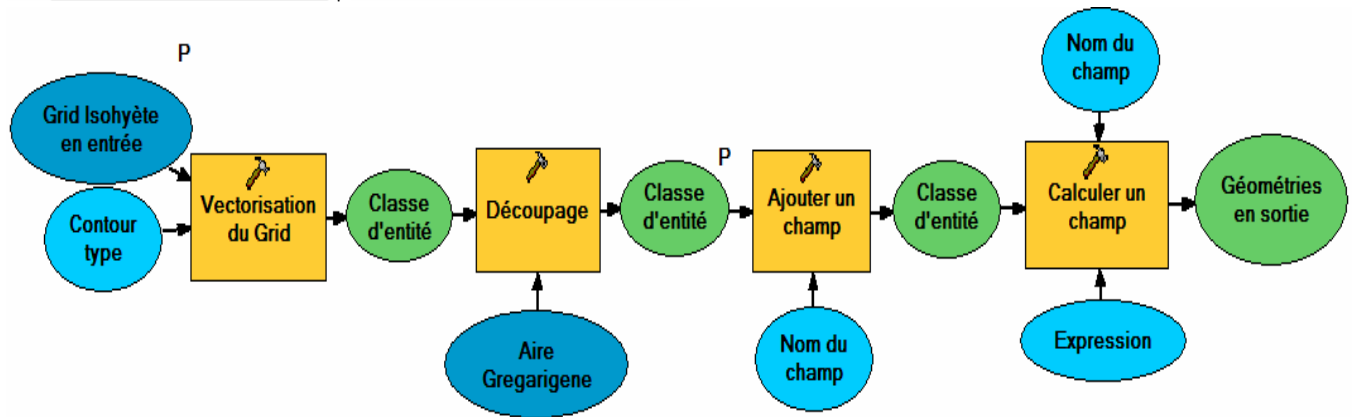 P
Grid Isohyète
en entrée
Contour
type
Vectorisation
du Grid
Classe
d'entité
Découpage
Aire
Gregarigene
Classe
d'entité
P
Ajouter un
champ
Nom du
champ
Classe
d'entité
Nom du
champ
Calculer un
champ
Expression
Géométries
en sortie